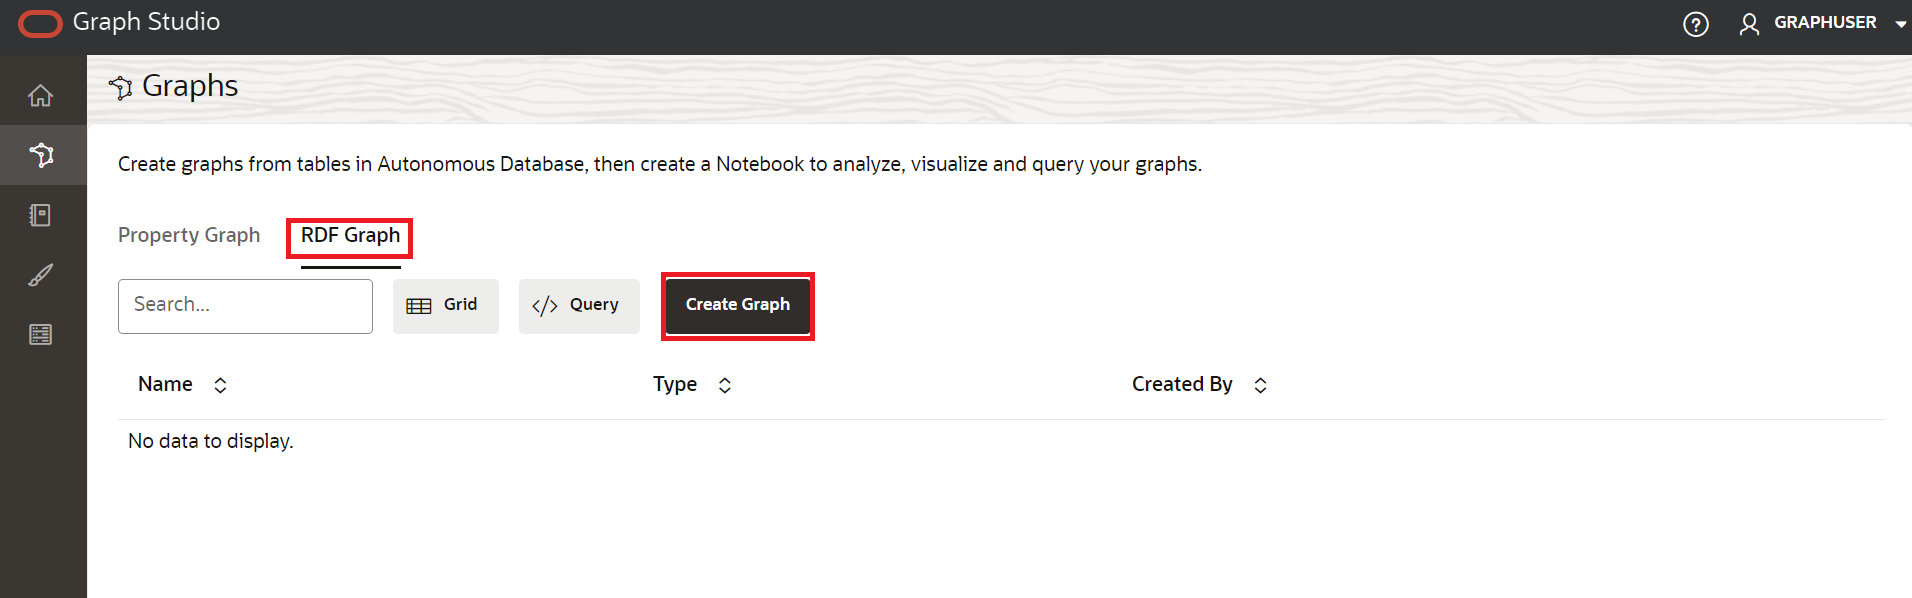 Graph Studio
? GRAPHUSER
Graphs
Create graphs from tables in Autonomous Database, then create a Notebook to analyze, visualize and query your graphs.
Property Graph RDF Graph
Search... Grid </> Query Create Graph
Name Type Created By
No data to display.